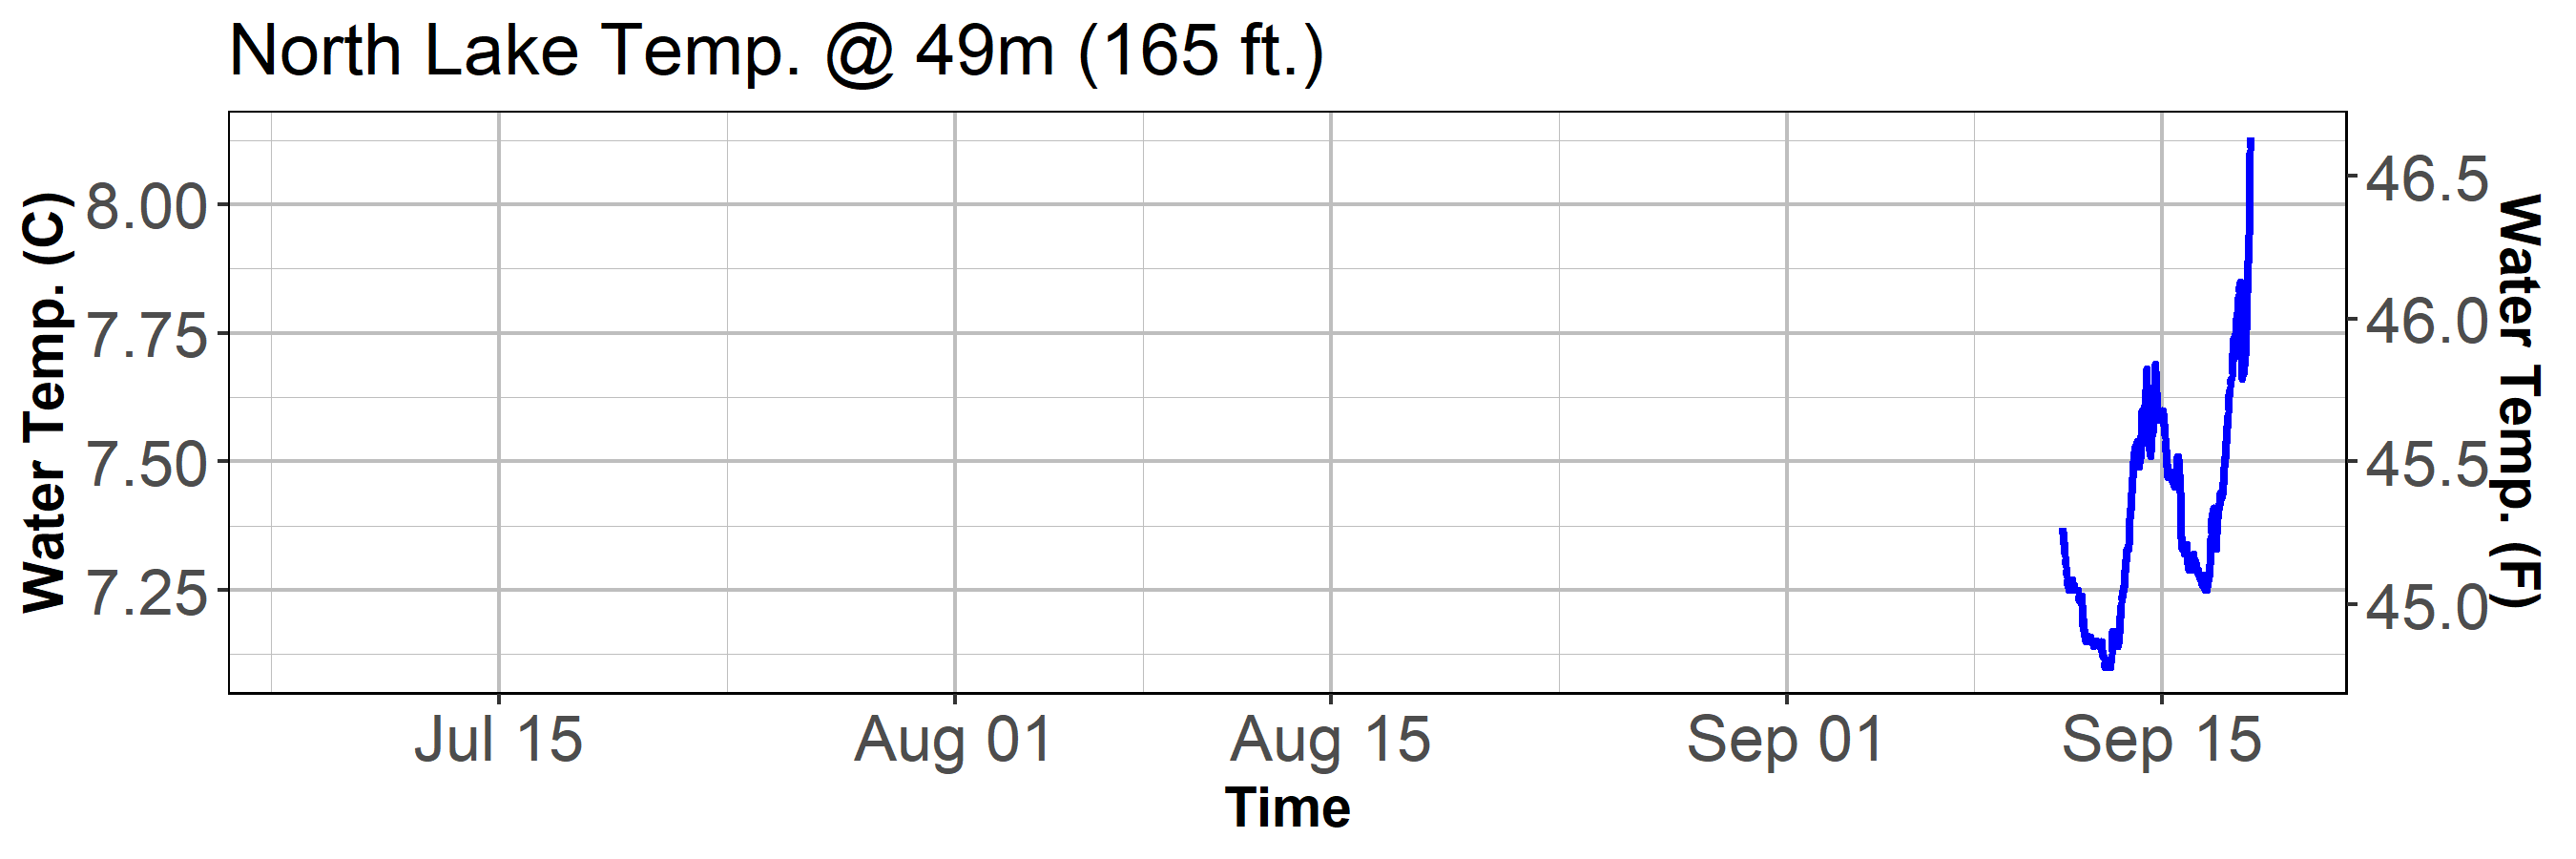 North Lake Temp. @ 49m (165 ft.)
Water Temp. (C)
8.00
7.75
7.50
7.25
46.5
46.0
45.5
45.0
Water Temp. (F)
Jul 15 Aug 01 Aug 15 Sep 01 Sep 15
Time